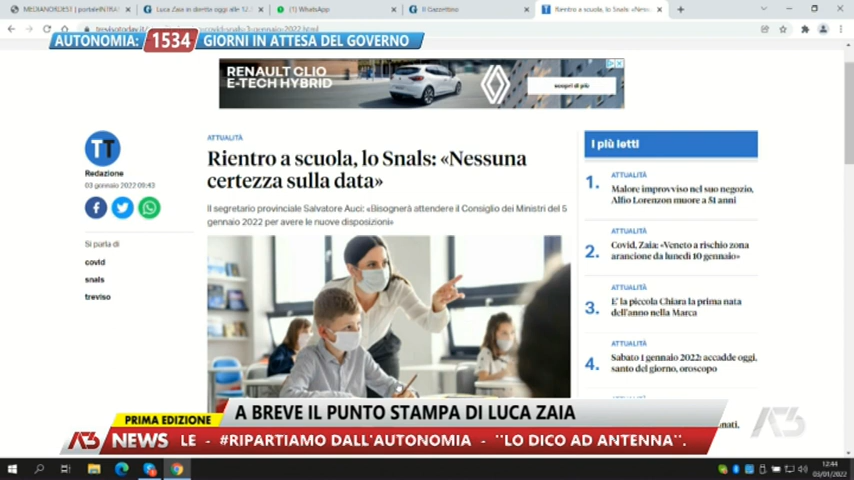 MEDIANORDEST | portale
Luca Zaia in diretta oggi alle 12.
(1) WhatsApp
Il Gazzettino
Rientro a scuola, lo Snals: «Ness
AUTONOMIA: 1534 GIORNI IN ATTESA DEL GOVERNO
RENAULT CLIO
E-TECH HYBRID
scopri di più
TT
Redazione
03 gennaio 2022 09:43
Si parla di
covid
snals
treviso
ATTUALITÀ
Rientro a scuola, lo Snals: «Nessuna
certezza sulla data»
Il segretario provinciale Salvatore Auci: «Bisognerà attendere il Consiglio dei Ministri del 5
gennaio 2022 per avere le nuove disposizioni»
I più letti
1.
ATTUALITÀ
Malore improvviso nel suo negozio,
Alfio Lorenzon muore a 51 anni
2.
ATTUALITÀ
Covid, Zaia: «Veneto a rischio zona
arancione da lunedì 10 gennaio»
3.
ATTUALITÀ
E' la piccola Chiara la prima nata
dell'anno nella Marca
4.
ATTUALITÀ
Sabato 1 gennaio 2022: accadde oggi,
santo del giorno, oroscopo
PRIMA EDIZIONE
A BREVE IL PUNTO STAMPA DI LUCA ZAIA
A3 NEWS
LE - #RIPARTIAMO DALL'AUTONOMIA - "LO DICO AD ANTENNA".
A3
12:44
03/01/2022